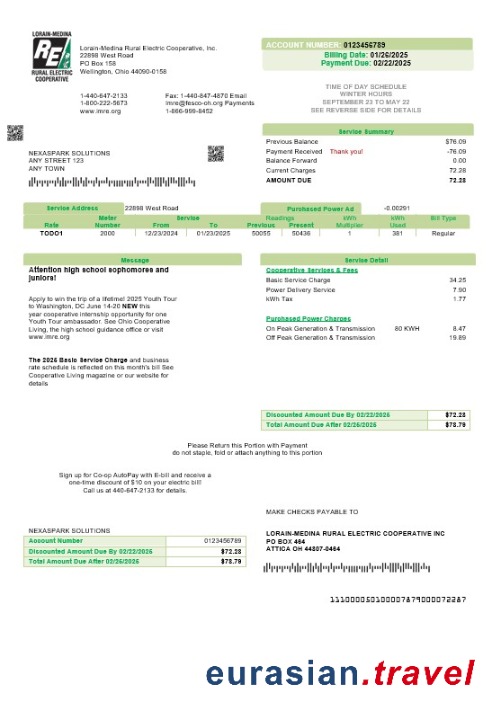 LORAIN-MEDINA
RE
RURAL ELECTRIC
COOPERATIVE
Lorain-Medina Rural Electric Cooperative, Inc.
22898 West Road
PO Box 158
Wellington, Ohio 44090-0158
1-440-647-2133 Fax: 1-440-647-4870 Email
1-800-222-5673 lmre@fesco-oh.org Payments
www.lmre.org 1-866-999-8452
ACCOUNT NUMBER: 0123456789
Billing Date: 01/26/2025
Payment Due: 02/22/2025
TIME OF DAY SCHEDULE
WINTER HOURS
SEPTEMBER 23 TO MAY 22
SEE REVERSE SIDE FOR DETAILS
NEXASPARK SOLUTIONS
ANY STREET 123
ANY TOWN
Service Summary
Previous Balance $76.09
Payment Received Thank you! -76.09
Balance Forward 0.00
Current Charges 72.28
AMOUNT DUE 72.28
Service Address 22898 West Road Purchased Power Ad -0.00291
Meter Service Readings kWh kWh Bill Type
Rate Number From To Previous Present Multiplier Used
TODO1 2000 12/23/2024 01/23/2025 50055 50436 1 381 Regular
Message
Attention high school sophomores and
juniors!
Apply to win the trip of a lifetime! 2025 Youth Tour
to Washington, DC June 14-20 NEW this
year cooperative internship opportunity for one
Youth Tour ambassador. See Ohio Cooperative
Living, the high school guidance office or visit
www.lmre.org
The 2025 Basic Service Charge and business
rate schedule is reflected on this month's bill See
Cooperative Living magazine or our website for
details
Service Detail
Cooperative Services & Fees
Basic Service Charge 34.25
Power Delivery Service 7.90
kWh Tax 1.77
Purchased Power Charges
On Peak Generation & Transmission 80 KWH 8.47
Off Peak Generation & Transmission 19.89
Discounted Amount Due By 02/22/2025 $72.28
Total Amount Due After 02/26/2025 $78.79
Please Return this Portion with Payment
do not staple, fold or attach anything to this portion
Sign up for Co-op AutoPay with E-bill and receive a
one-time discount of $10 on your electric bill!
Call us at 440-647-2133 for details.
MAKE CHECKS PAYABLE TO
NEXASPARK SOLUTIONS
Account Number 0123456789
Discounted Amount Due By 02/22/2025 $72.28
Total Amount Due After 02/26/2025 $78.79
LORAIN-MEDINA RURAL ELECTRIC COOPERATIVE INC
PO BOX 464
ATTICA OH 44807-0464
eurasian.travel